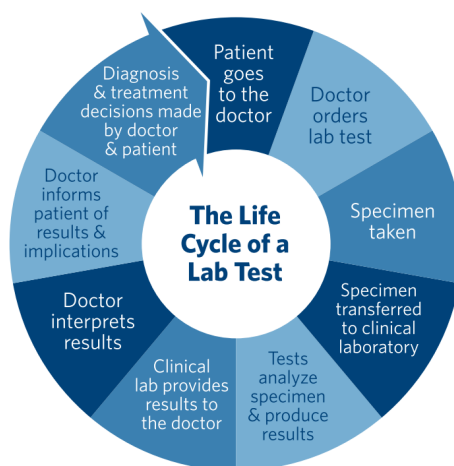 The Life
Cycle of a
Lab Test
Patient
goes
to the
doctor
Doctor
orders
lab test
Specimen
taken
Specimen
transferred
to clinical
laboratory
Tests
analyze
specimen
& produce
results
Clinical
lab provides
results to
the doctor
Doctor
interprets
results
Doctor
informs
patient of
results &
implications
Diagnosis
& treatment
decisions made
by doctor
& patient